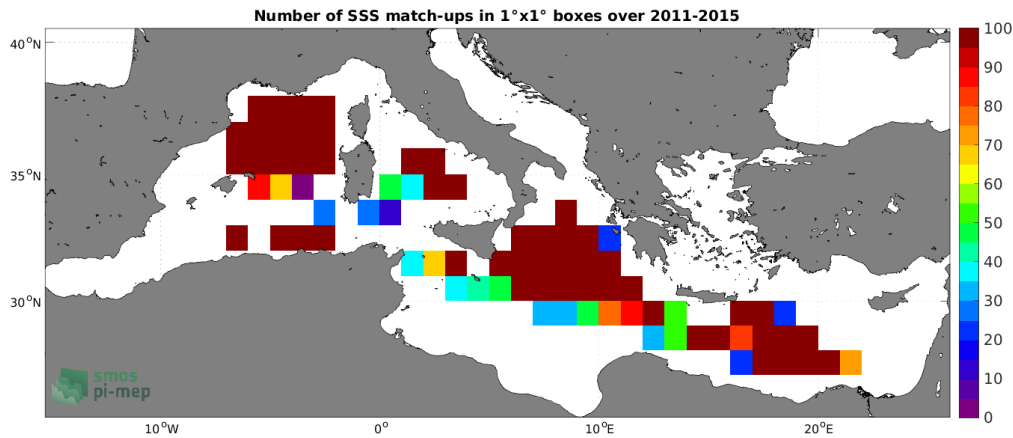 Number of SSS match-ups in 1°x1° boxes over 2011-2015
40°N
35°N
30°N
10°W
0°
10°E
20°E
100
90
80
70
60
50
40
30
20
10
0
smos
pi-mep